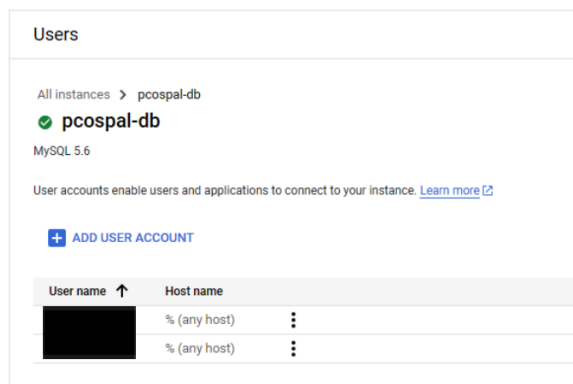 Users
All instances > pcospal-db
pcospal-db
MySQL 5.6
User accounts enable users and applications to connect to your instance. Learn more
ADD USER ACCOUNT
User name Host name
% (any host)
% (any host)